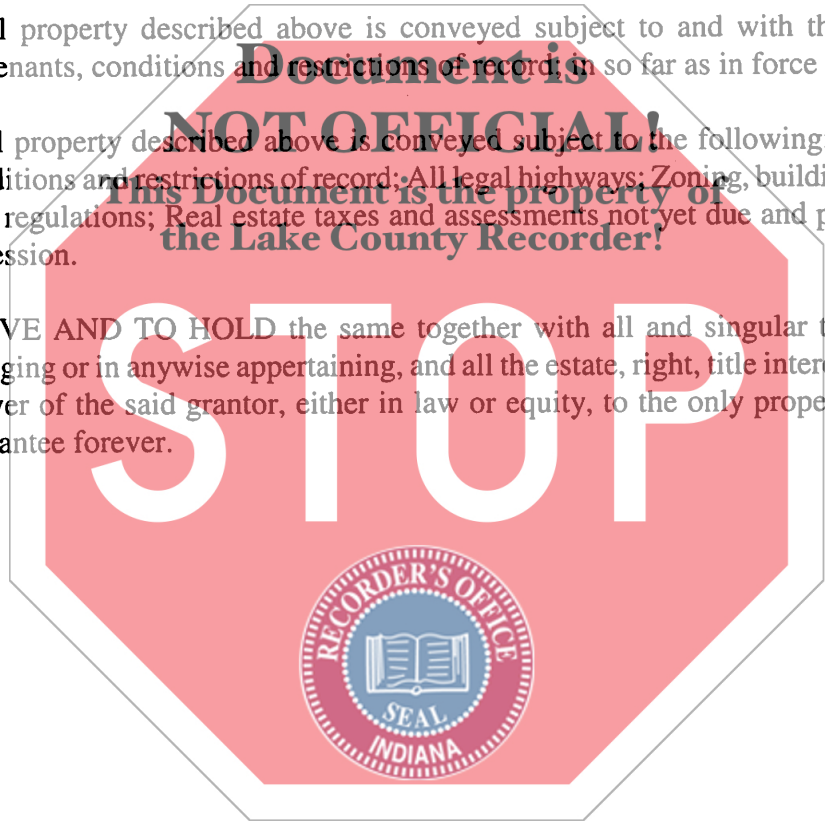 l property described above is conveyed subject to and with th
enants, conditions and restrictions of record; in so far as in force
Document is
NOT OFFICIAL!
l property described above is conveyed subject to the following:
litions and restrictions of record; All legal highways; Zoning, buildi
This Document is the property of
regulations; Real estate taxes and assessments not yet due and p
the Lake County Recorder!
ession.
VE AND TO HOLD the same together with all and singular t
ging or in anywise appertaining, and all the estate, right, title inter
er of the said grantor, either in law or equity, to the only prope
antee forever.
STOP
RECORDER'S OFFICE
SEAL
INDIANA